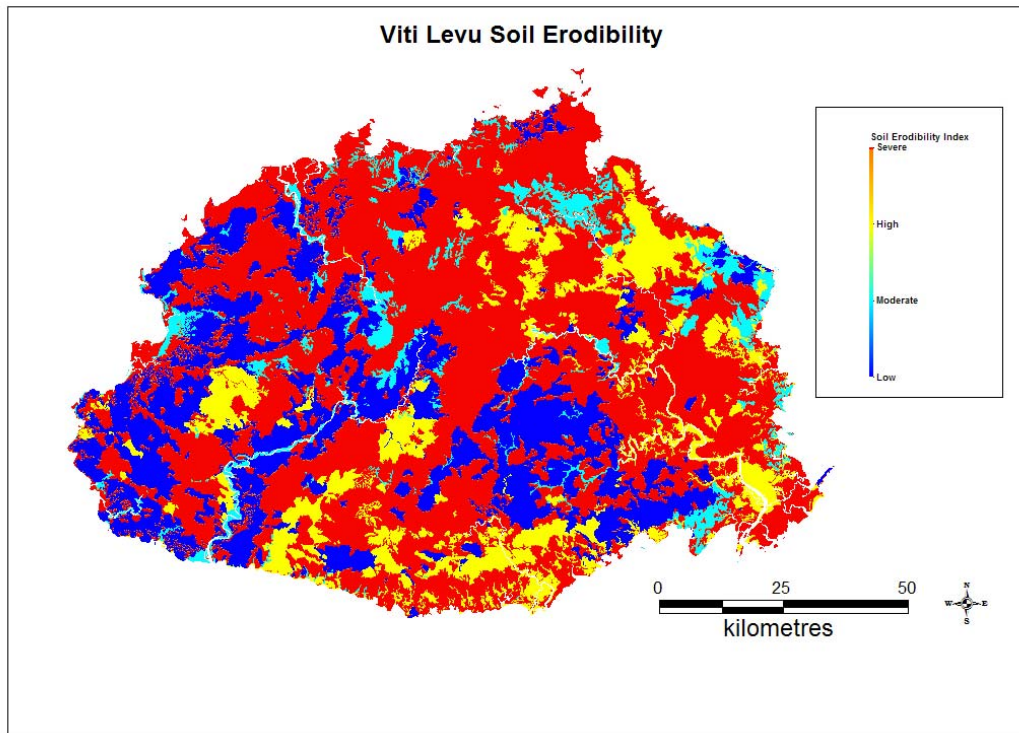 Viti Levu Soil Erodibility
Soil Erodibility Index
Severe
High
Moderate
Low
0 25 50
kilometres
N
W E
S